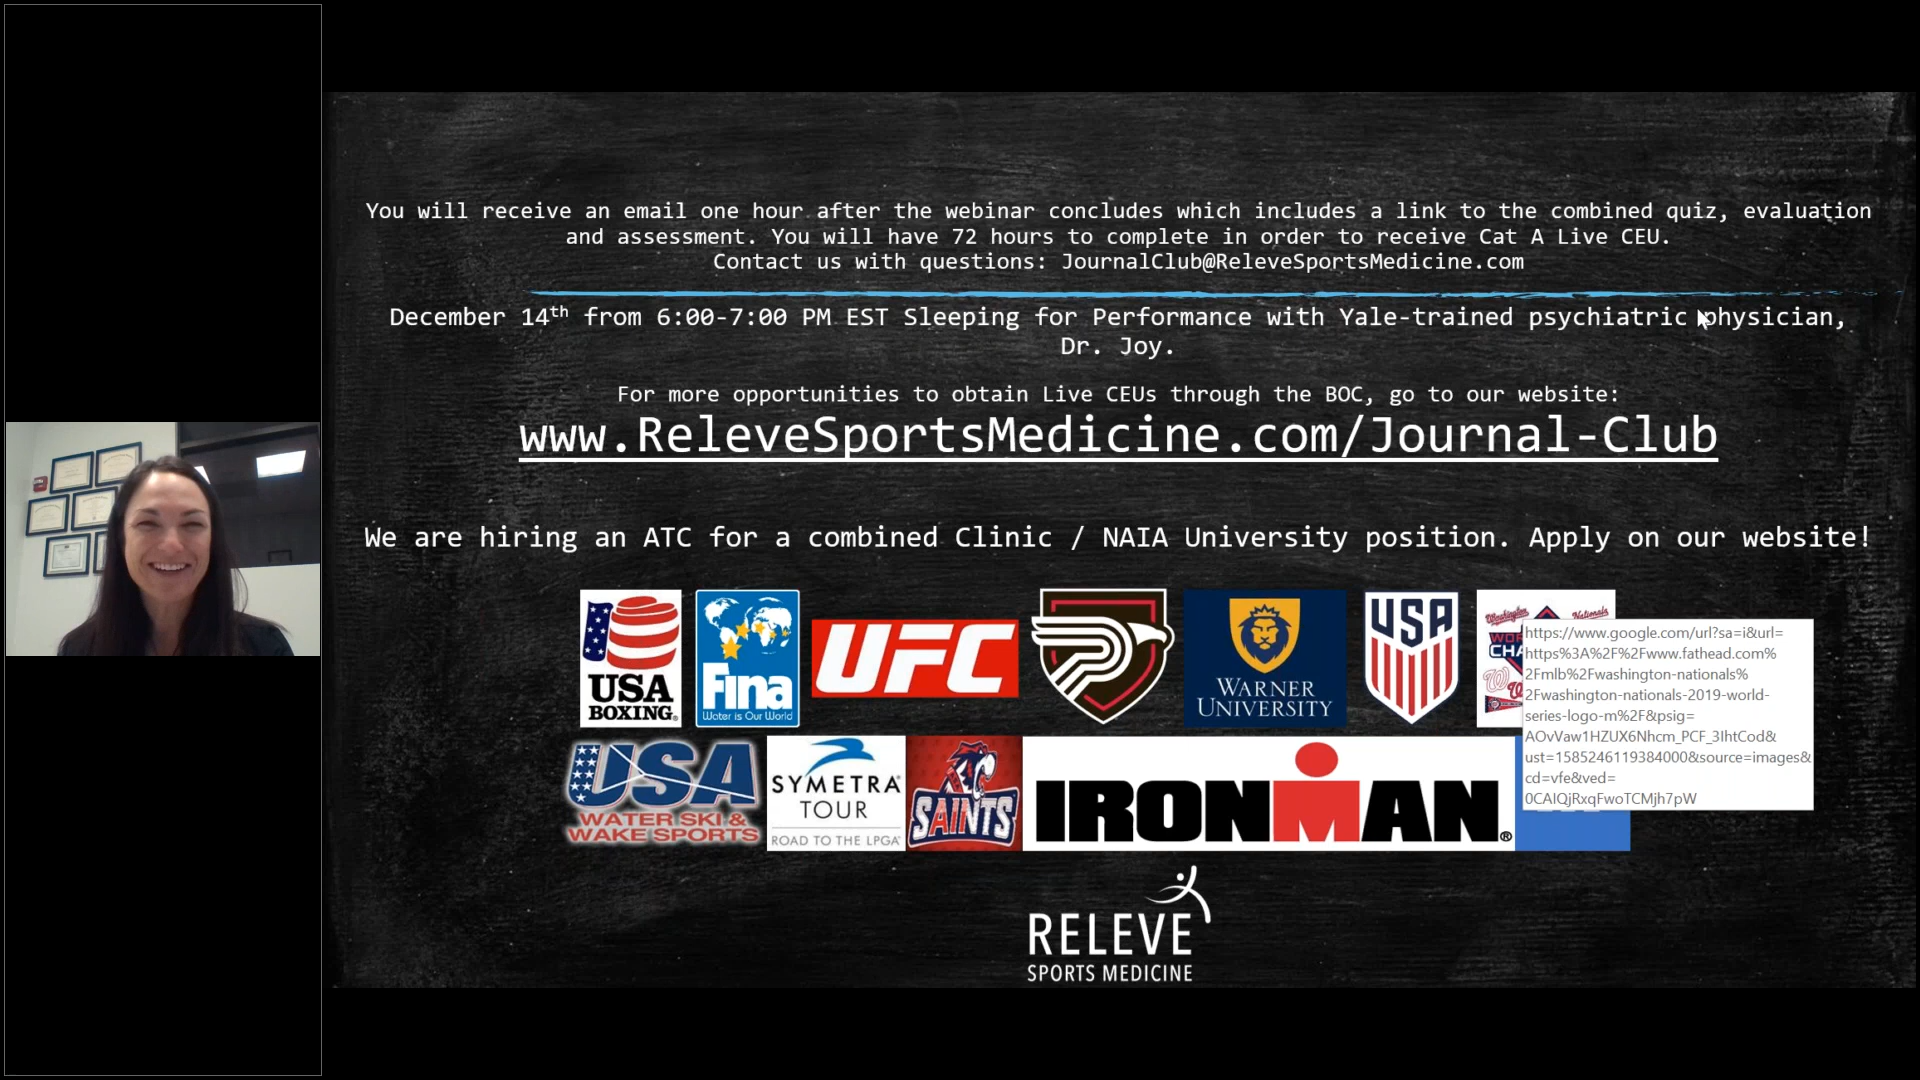 You will receive an email one hour after the webinar concludes which includes a link to the combined quiz, evaluation
and assessment. You will have 72 hours to complete in order to receive Cat A Live CEU.
Contact us with questions: JournalClub@ReleveSportsMedicine.com
December 14th from 6:00-7:00 PM EST Sleeping for Performance with Yale-trained psychiatric physician,
Dr. Joy.
For more opportunities to obtain Live CEUs through the BOC, go to our website:
www.ReleveSportsMedicine.com/Journal-Club
We are hiring an ATC for a combined Clinic / NAIA University position. Apply on our website!
USA
BOXING®
Fina
Water is Our World
UFC
WARNER
UNIVERSITY
USA
Washington Nationals
https://www.google.com/url?sa=i&url=
https%3A%2F%2Fwww.fathead.com%
2Fmlb%2Fwashington-nationals%
2Fwashington-nationals-2019-world-
series-logo-m%2F&psig=
AOvVaw1HZUX6Nhcm_PCF_3IhtCod&
ust=1585246119384000&source=images&
cd=vfe&ved=
0CAIQjRxqFwoTCMjh7pW
USA
WATER SKI &
WAKE SPORTS
SYMETRA®
TOUR
ROAD TO THE LPGA
SAINTS
IRONMAN®
RELEVE
SPORTS MEDICINE